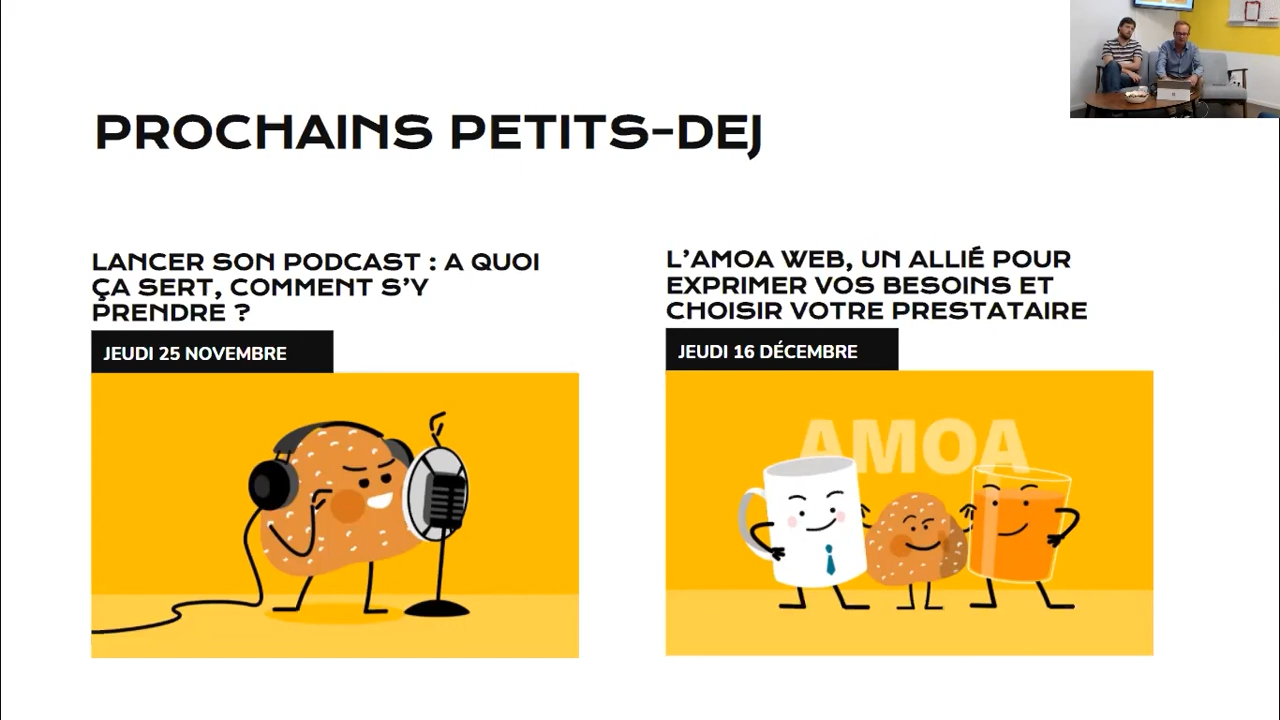 PROCHAINS PETITS-DEJ
LANCER SON PODCAST : A QUOI
ÇA SERT, COMMENT S'Y
PRENDRE ?
JEUDI 25 NOVEMBRE
L'AMOA WEB, UN ALLIÉ POUR
EXPRIMER VOS BESOINS ET
CHOISIR VOTRE PRESTATAIRE
JEUDI 16 DÉCEMBRE
AMOA